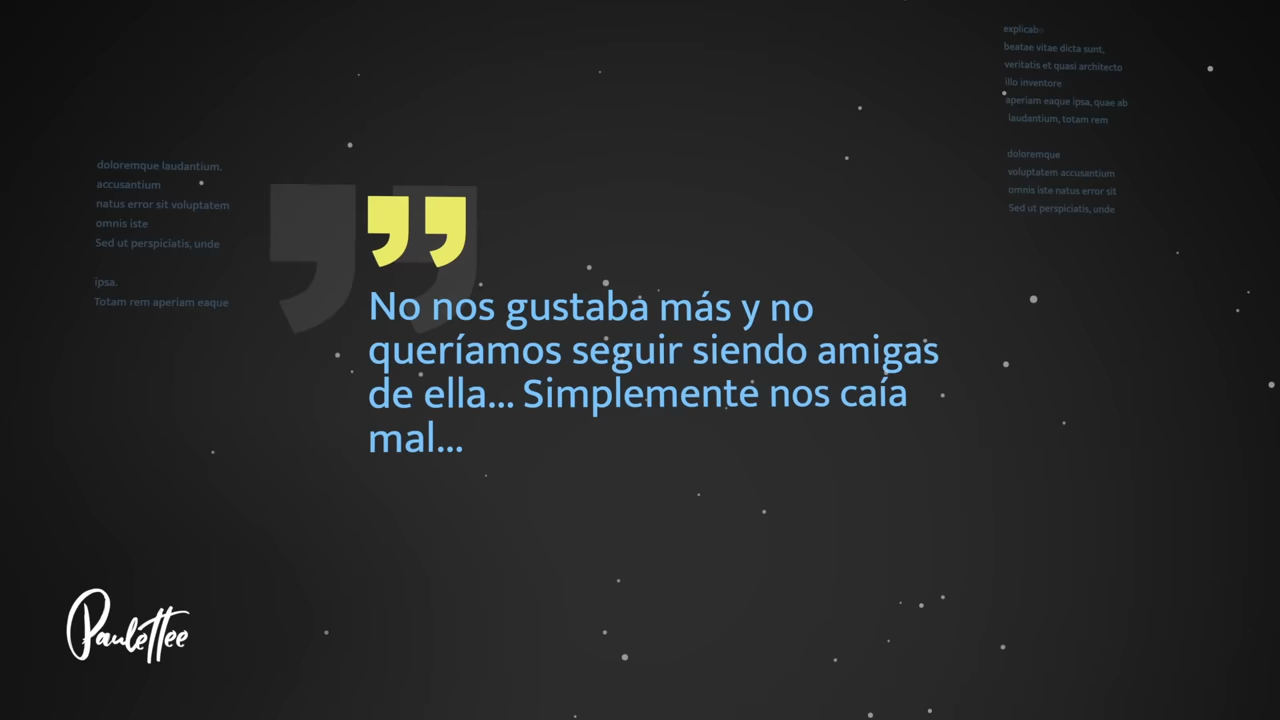 explicabo
beatae vitae dicta sunt,
veritatis et quasi architecto
illo inventore
aperiam eaque ipsa, quae ab
laudantium, totam rem
doloremque
voluptatem accusantium
omnis iste natus error sit
Sed ut perspiciatis, unde
doloremque laudantium.
accusantium
natus error sit voluptatem
omnis iste
Sed ut perspiciatis, unde
ipsa.
Totam rem aperiam eaque
No nos gustaba más y no
queríamos seguir siendo amigas
de ella... Simplemente nos caía
mal...
Paulettee